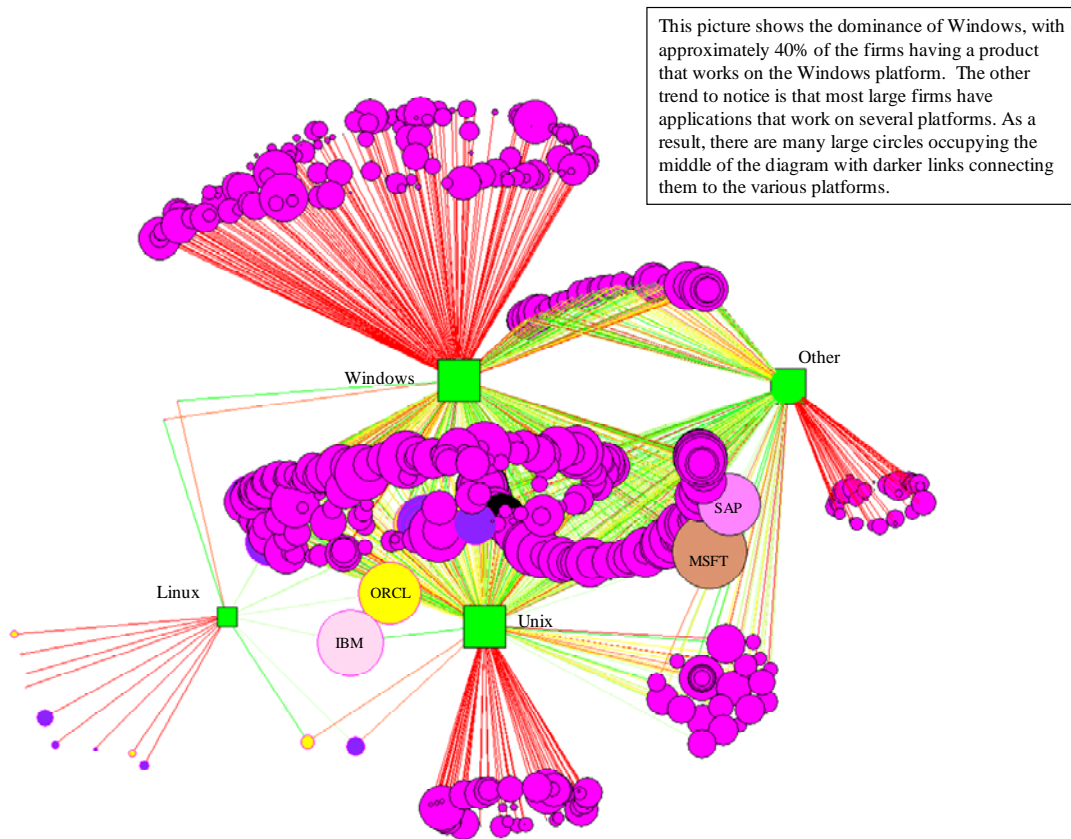 This picture shows the dominance of Windows, with
approximately 40% of the firms having a product
that works on the Windows platform.  The other
trend to notice is that most large firms have
applications that work on several platforms. As a
result, there are many large circles occupying the
middle of the diagram with darker links connecting
them to the various platforms.
Other
Windows
SAP
MSFT
Linux
ORCL
Unix
IBM